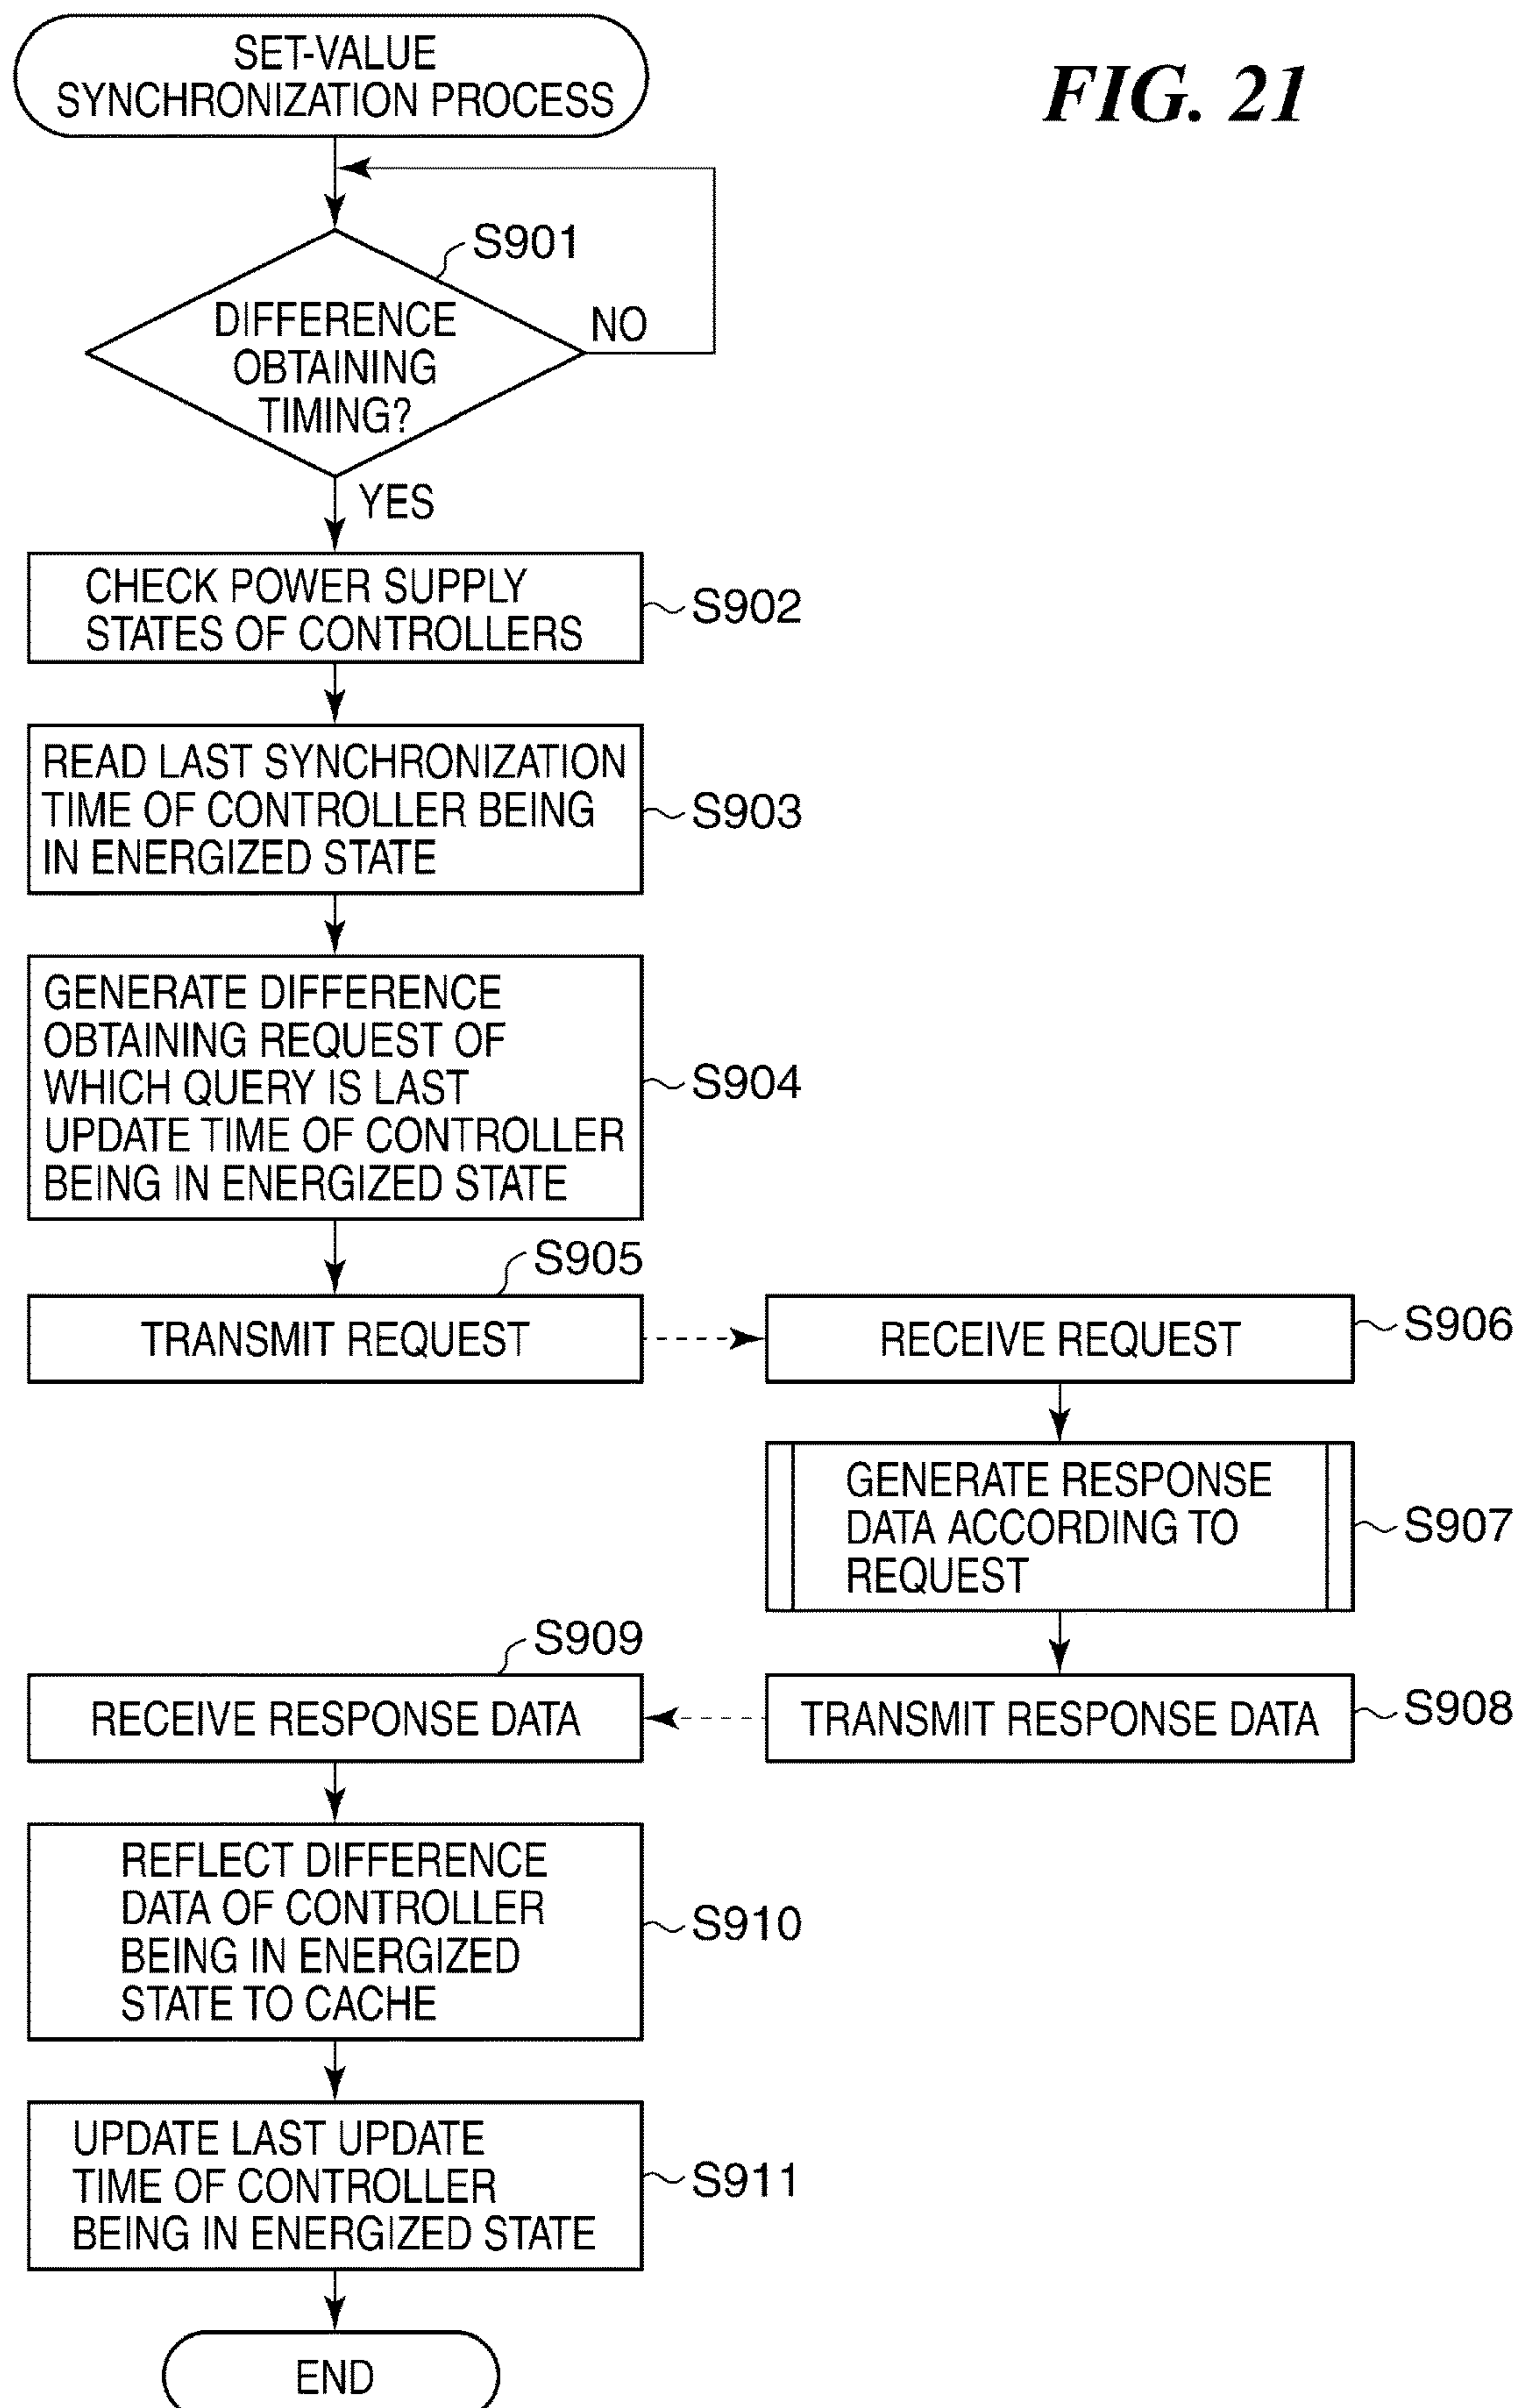 SET-VALUE
SYNCHRONIZATION PROCESS
FIG. 21
S901
DIFFERENCE
OBTAINING
TIMING?
NO
YES
CHECK POWER SUPPLY
STATES OF CONTROLLERS
S902
READ LAST SYNCHRONIZATION
TIME OF CONTROLLER BEING
IN ENERGIZED STATE
S903
GENERATE DIFFERENCE
OBTAINING REQUEST OF
WHICH QUERY IS LAST
UPDATE TIME OF CONTROLLER
BEING IN ENERGIZED STATE
S904
S905
TRANSMIT REQUEST
RECEIVE REQUEST
S906
GENERATE RESPONSE
DATA ACCORDING TO
REQUEST
S907
S909
RECEIVE RESPONSE DATA
TRANSMIT RESPONSE DATA
S908
REFLECT DIFFERENCE
DATA OF CONTROLLER
BEING IN ENERGIZED
STATE TO CACHE
S910
UPDATE LAST UPDATE
TIME OF CONTROLLER
BEING IN ENERGIZED STATE
S911
END